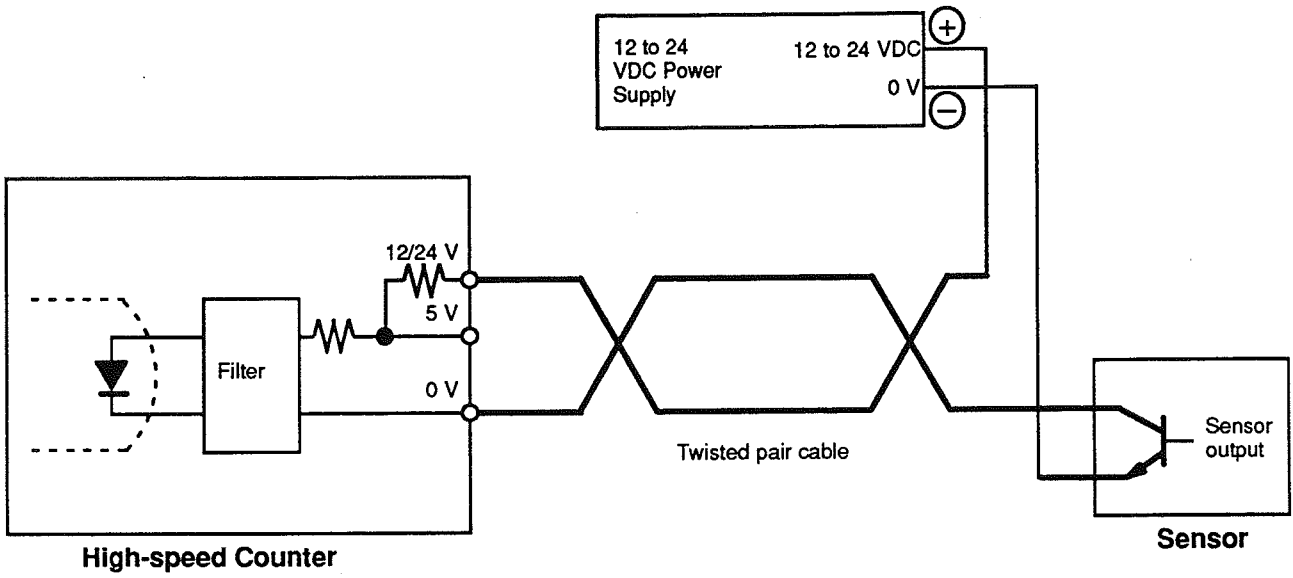 12 to 24
VDC Power
Supply
12 to 24 VDC
0 V
+
−
12/24 V
5 V
0 V
Filter
Twisted pair cable
Sensor
output
Sensor
High-speed Counter